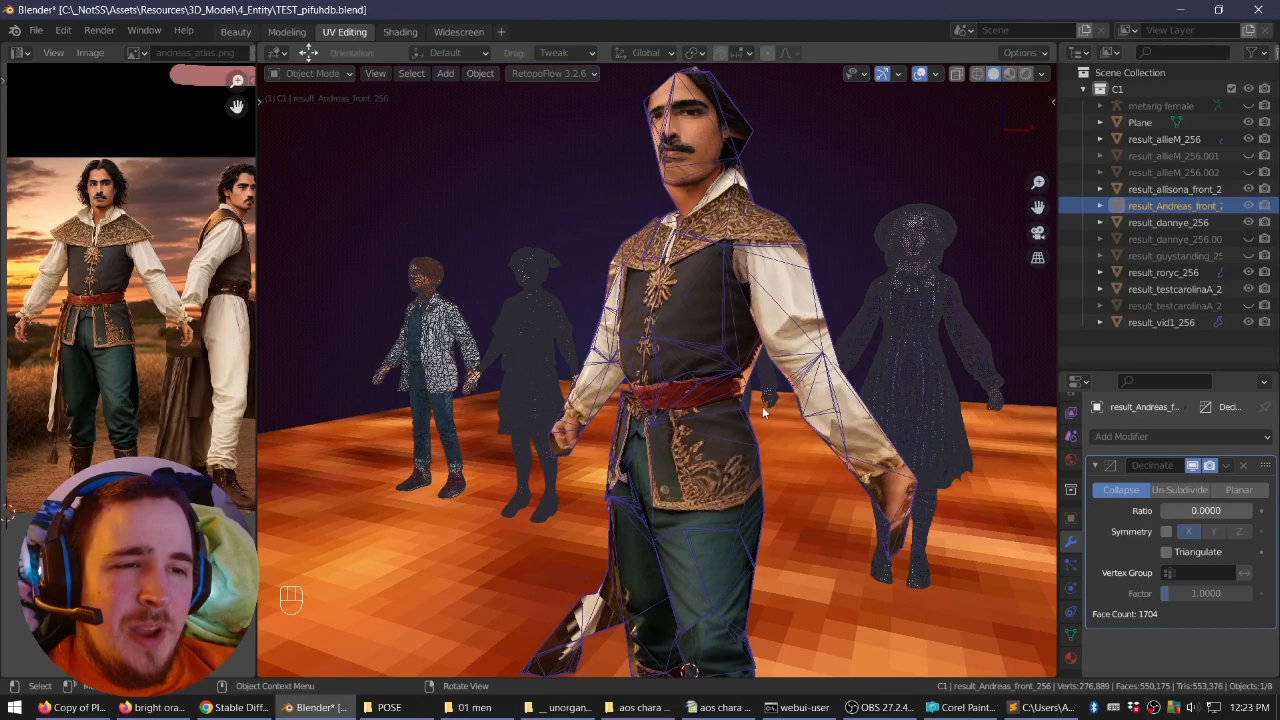 Blender* [C:\_NotSS\Assets\Resources\3D_Model\4_Entity\TEST_pifuhdb.blend]
File Edit Render Window Help Beauty Modeling UV Editing Shading Widescreen + Scene View Layer
View Image andreas_atlas.png Orientation: Default Drag: Tweak Global Options
Object Mode View Select Add Object RetopoFlow 3.2.6
(1) C1 | result_Andreas_front_256
Scene Collection
C1
metarig female
Plane
result_allieM_256
result_allieM_256.001
result_allieM_256.002
result_allisona_front_2
result_Andreas_front_2
result_dannye_256
result_dannye_256.00
result_guystanding_25
result_roryc_256
result_testcarolinaA_2
result_testcarolinaA_2
result_vid1_256
result_Andreas_f... Deci...
Add Modifier
Decimate
Collapse Un-Subdivide Planar
Ratio 0.0000
Symmetry X Y Z
Triangulate
Vertex Group
Factor 1.0000
Face Count: 1704
Select Object Context Menu Rotate View C1 | result_Andreas_front_256 | Verts:276,889 | Faces:550,175 | Tris:553,376 | Objects:1/8
Copy of Pl... bright ora... Stable Diff... Blender* [... POSE 01 men __ unorgan... aos chara ... aos chara ... webui-user OBS 27.2.4... Corel Paint... C:\Users\A... 12:23 PM